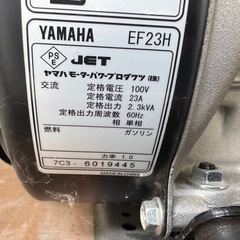 YAMAHA EF23H
PS
E JET
ヤマハモーターパワープロダクツ(株)
交流 定格電圧 100V
定格電流 23A
定格出力 2.3kVA
定格出力周波数 60Hz
相 単相
燃料 ガソリン
力率 1.0
7C3-6019445
MADE IN CHINA